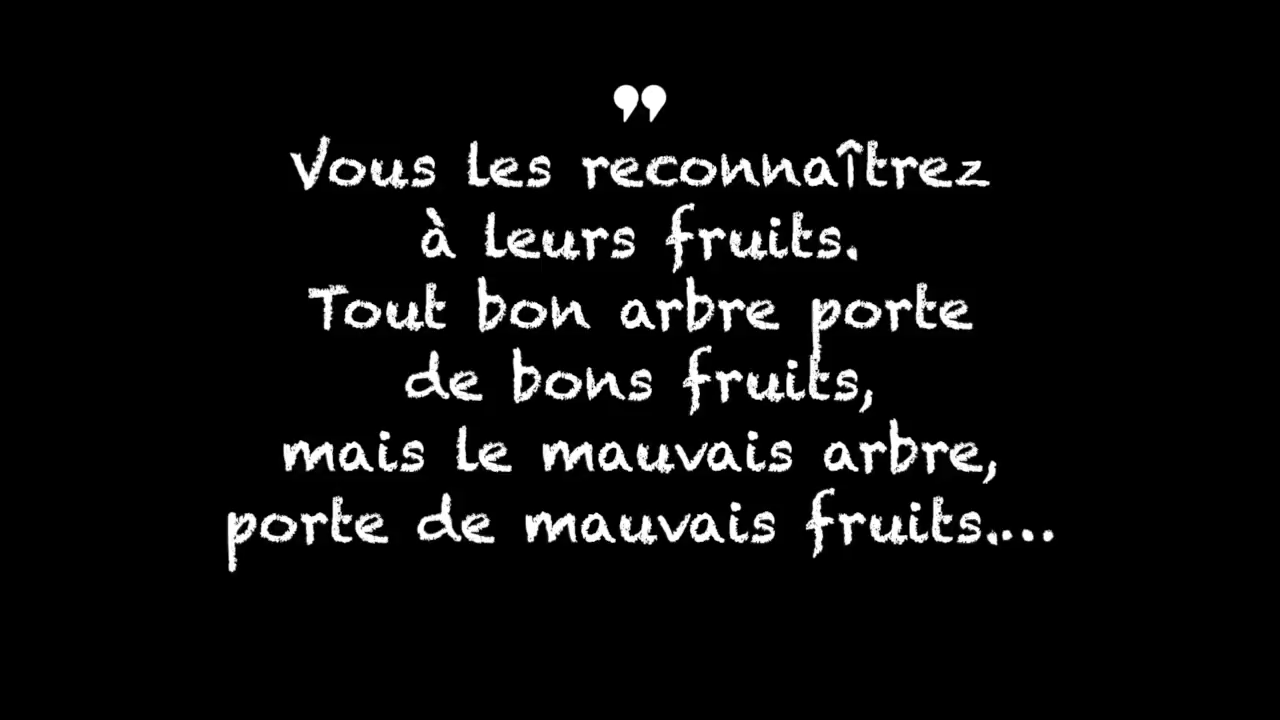 ”
Vous les reconnaîtrez
à leurs fruits.
Tout bon arbre porte
de bons fruits,
mais le mauvais arbre,
porte de mauvais fruits....